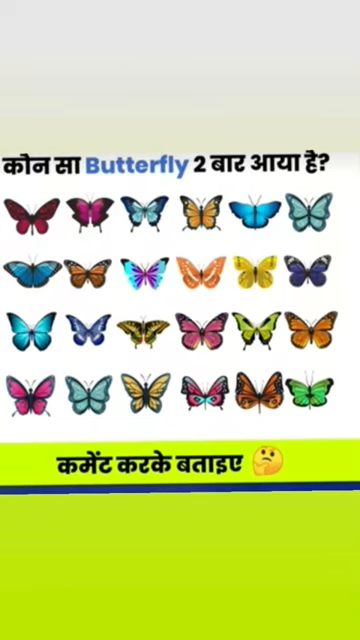 कौन सा Butterfly 2 बार आया है?
कमेंट करके बताइए 🤔